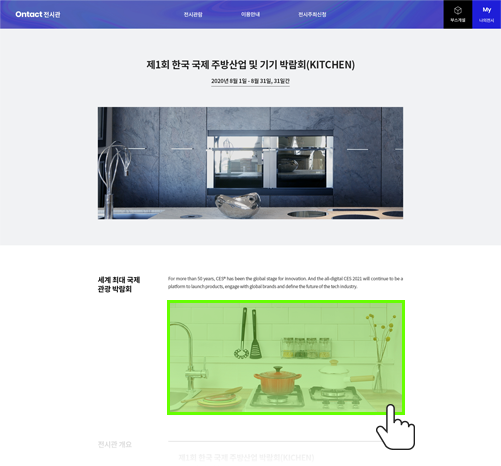 Ontact 전시관
전시관람
이용안내
전시주최신청
부스개설
My
나의전시
제1회 한국 국제 주방산업 및 기기 박람회(KITCHEN)
2020년 8월 1일 - 8월 31일, 31일간
세계 최대 국제
관광 박람회
For more than 50 years, CES® has been the global stage for innovation. And the all-digital CES 2021 will continue to be a
platform to launch products, engage with global brands and define the future of the tech industry.
전시관 개요
제1회 한국 국제 주방산업 및 기기 박람회(KITCHEN)